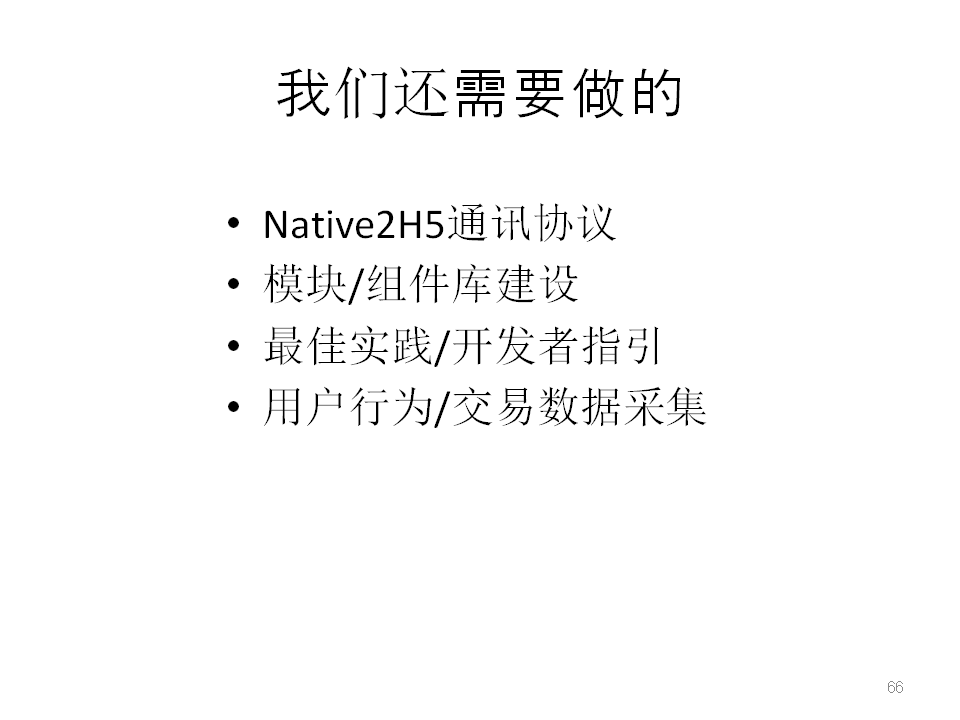 我们还需要做的
• Native2H5通讯协议
• 模块/组件库建设
• 最佳实践/开发者指引
• 用户行为/交易数据采集
66